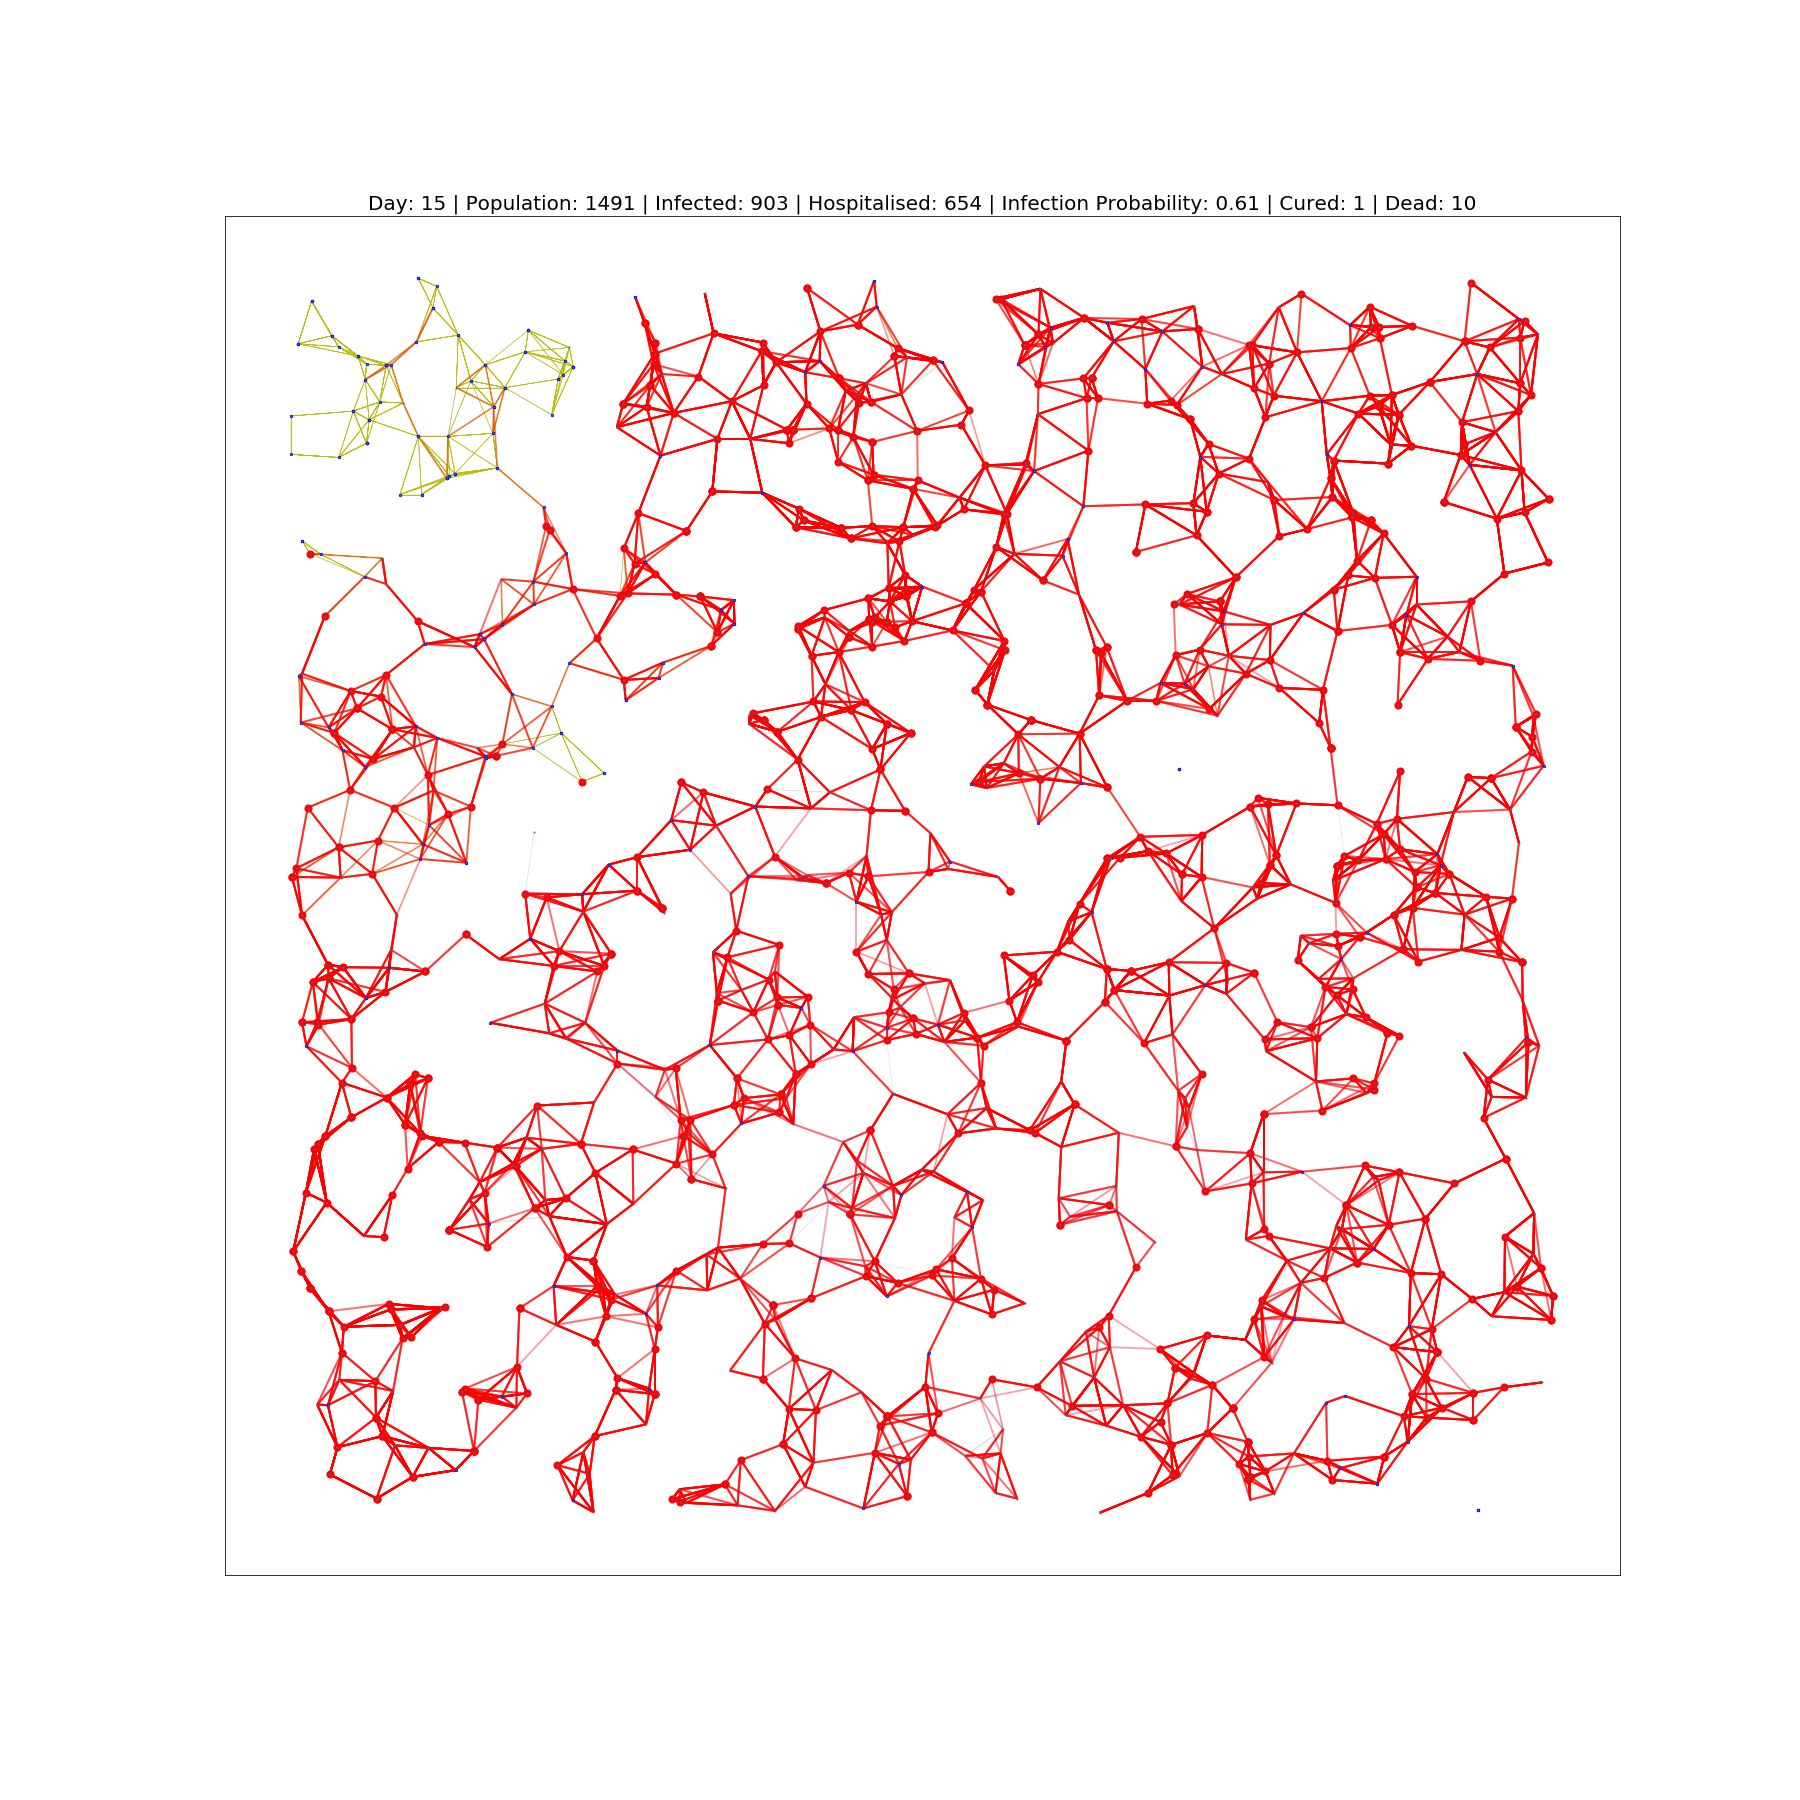 Day: 15 | Population: 1491 | Infected: 903 | Hospitalised: 654 | Infection Probability: 0.61 | Cured: 1 | Dead: 10